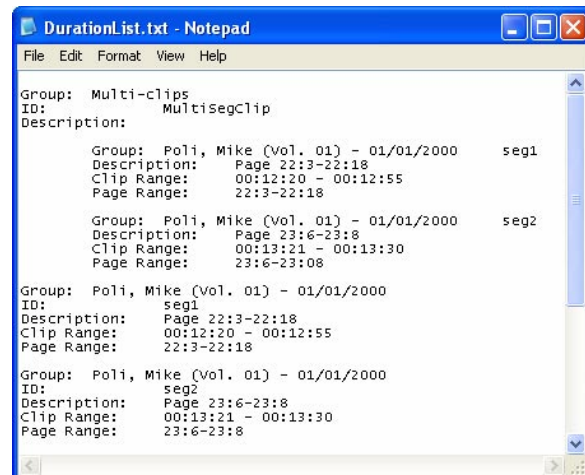 DurationList.txt - Notepad
File Edit Format View Help
Group: Multi-clips
ID: MultiSegClip
Description:
Group: Poli, Mike (Vol. 01) - 01/01/2000 seg1
Description: Page 22:3-22:18
Clip Range: 00:12:20 - 00:12:55
Page Range: 22:3-22:18
Group: Poli, Mike (Vol. 01) - 01/01/2000 seg2
Description: Page 23:6-23:8
Clip Range: 00:13:21 - 00:13:30
Page Range: 23:6-23:08
Group: Poli, Mike (Vol. 01) - 01/01/2000
ID: seg1
Description: Page 22:3-22:18
Clip Range: 00:12:20 - 00:12:55
Page Range: 22:3-22:18
Group: Poli, Mike (Vol. 01) - 01/01/2000
ID: seg2
Description: Page 23:6-23:8
Clip Range: 00:13:21 - 00:13:30
Page Range: 23:6-23:8